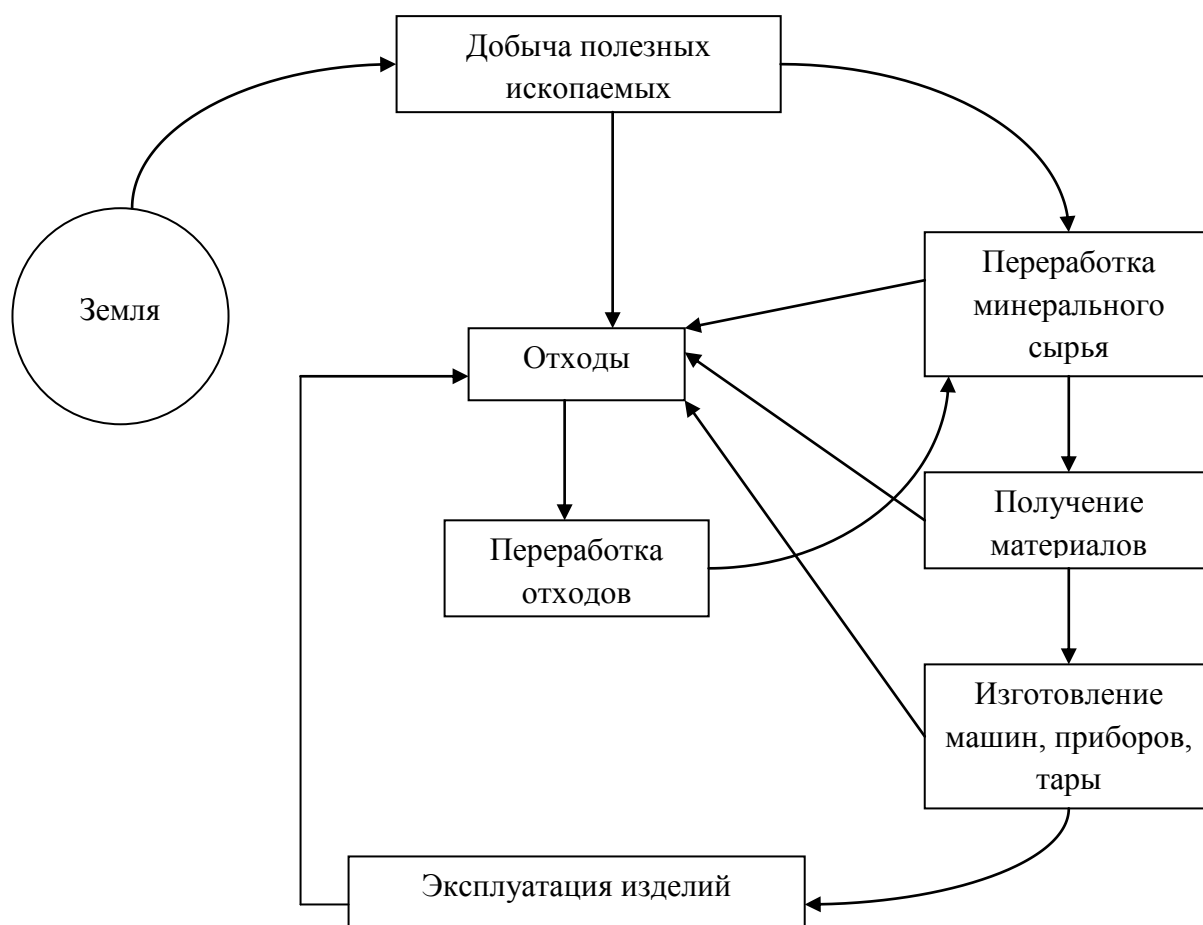 Добыча полезных
ископаемых
Земля
Переработка
минерального
сырья
Отходы
Получение
материалов
Переработка
отходов
Изготовление
машин, приборов,
тары
Эксплуатация изделий